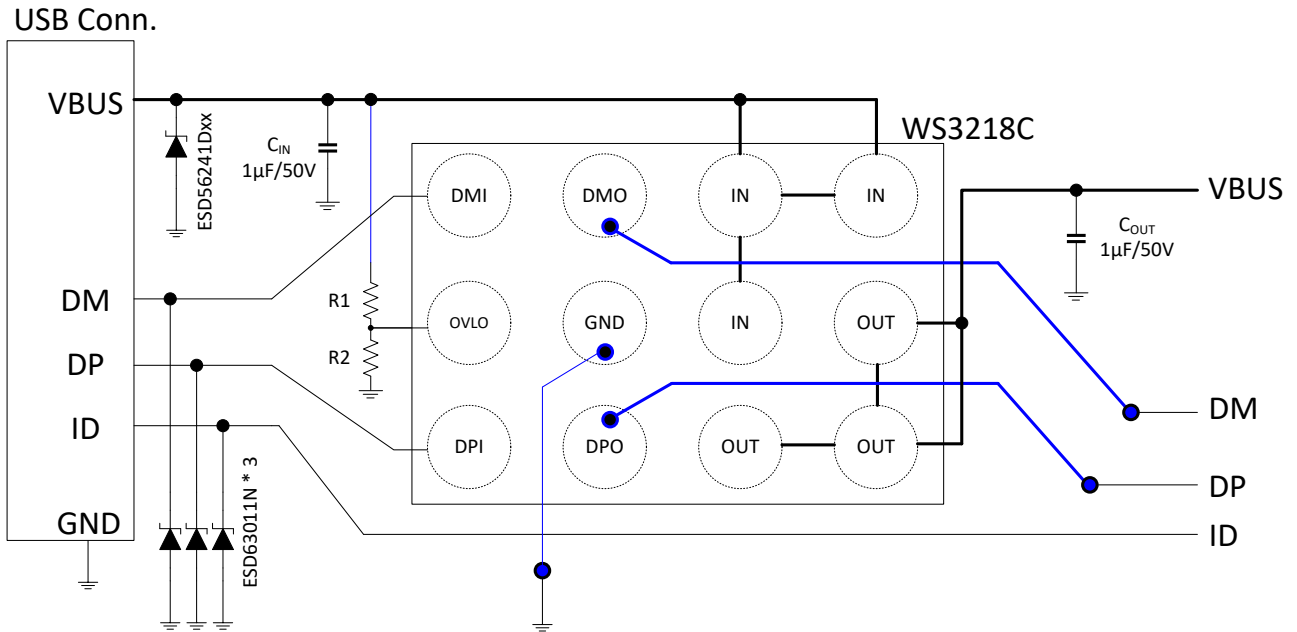 USB Conn.
VBUS
ESD56241Dxx
C_IN
1µF/50V
WS3218C
DMI
DMO
IN
IN
VBUS
C_OUT
1µF/50V
DM
R1
OVLO
GND
IN
OUT
R2
DP
ID
DPI
DPO
OUT
OUT
DM
DP
GND
ESD63011N * 3
ID